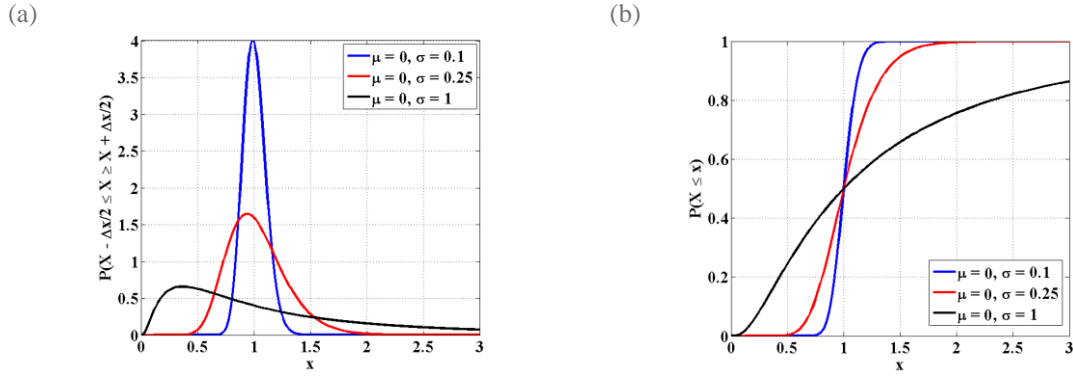 (a)
(b)
4
3.5
3
2.5
2
1.5
1
0.5
0
P(X - Δx/2 ≤ X ≥ X + Δx/2)
μ = 0, σ = 0.1
μ = 0, σ = 0.25
μ = 0, σ = 1
0 0.5 1 1.5 2 2.5 3
x
1
0.8
0.6
0.4
0.2
0
P(X ≤ x)
μ = 0, σ = 0.1
μ = 0, σ = 0.25
μ = 0, σ = 1
0 0.5 1 1.5 2 2.5 3
x